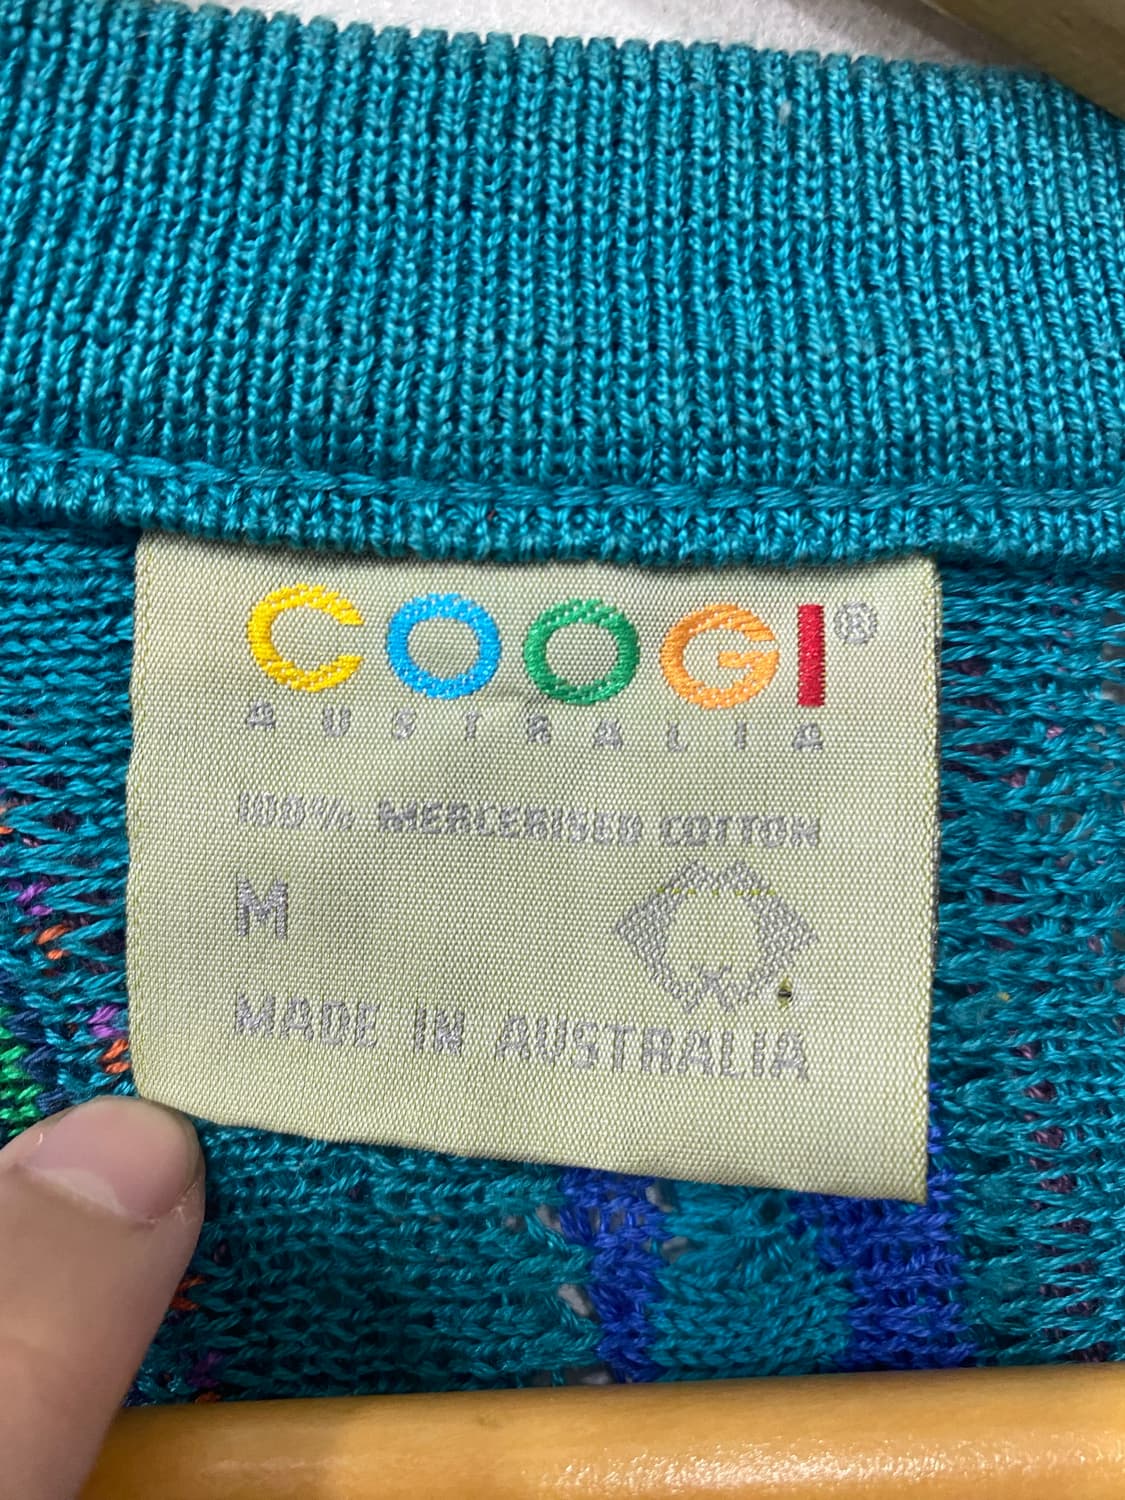 COOGI®
AUSTRALIA
100% MERCERISED COTTON
M
MADE IN AUSTRALIA